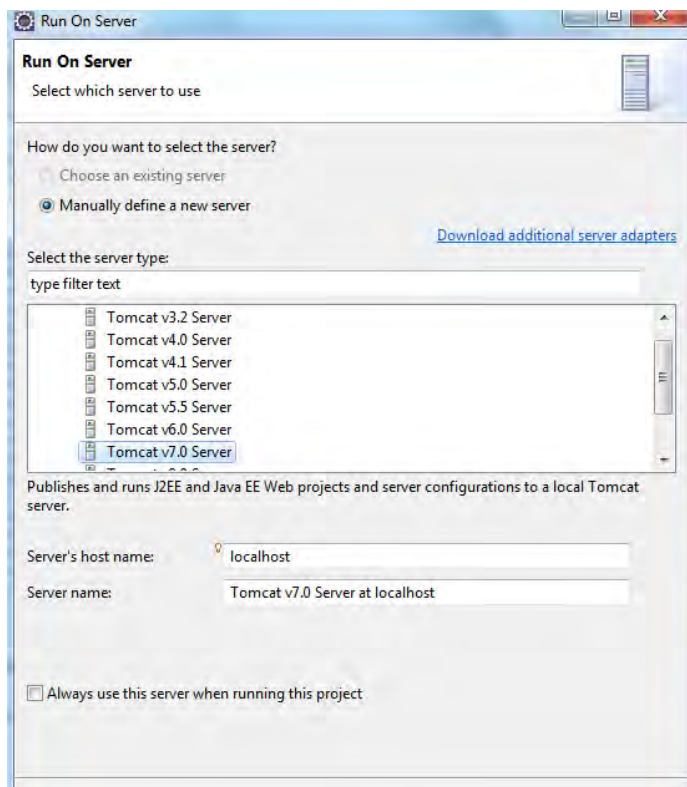 Run On Server
Run On Server
Select which server to use
How do you want to select the server?
Choose an existing server
Manually define a new server
Download additional server adapters
Select the server type:
type filter text
Tomcat v3.2 Server
Tomcat v4.0 Server
Tomcat v4.1 Server
Tomcat v5.0 Server
Tomcat v5.5 Server
Tomcat v6.0 Server
Tomcat v7.0 Server
Publishes and runs J2EE and Java EE Web projects and server configurations to a local Tomcat
server.
Server's host name: localhost
Server name: Tomcat v7.0 Server at localhost
Always use this server when running this project